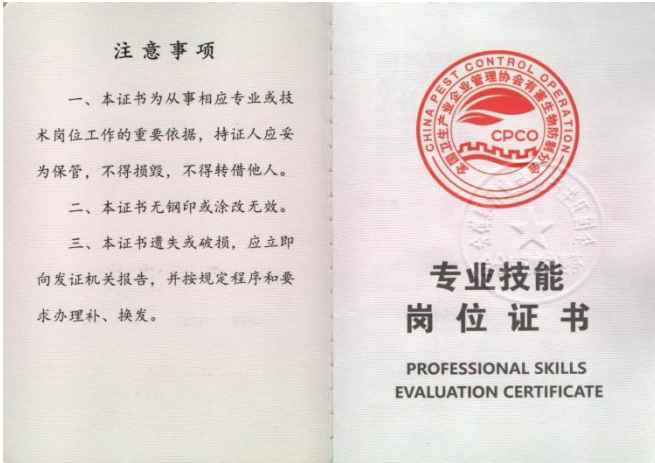 注意事项
一、本证书为从事相应专业或技
术岗位工作的重要依据，持证人应妥
为保管，不得损毁，不得转借他人。
二、本证书无钢印或涂改无效。
三、本证书遗失或破损，应立即
向发证机关报告，并按规定程序和要
求办理补、换发。
CHINA PEST CONTROL OPERATION
全国卫生产业企业管理协会有害生物防制分会
CPCO
专业技能
岗位证书
PROFESSIONAL SKILLS
EVALUATION CERTIFICATE